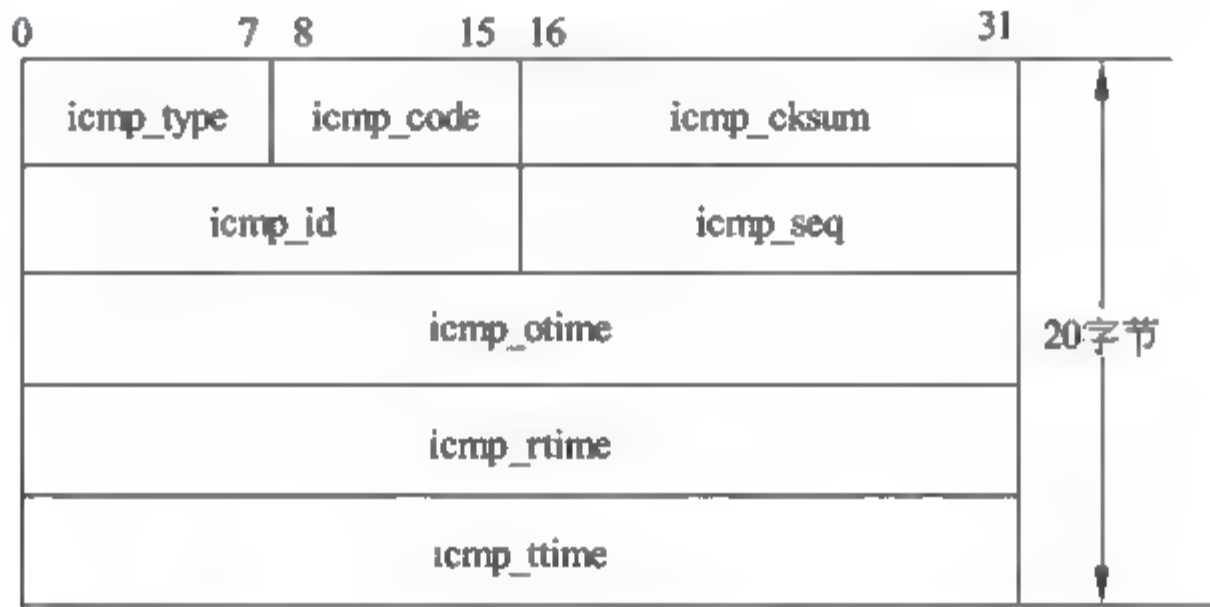 0 7 8 15 16 31
icmp_type icmp_code icmp_cksum
icmp_id icmp_seq
icmp_otime
20字节
icmp_rtime
icmp_ttime